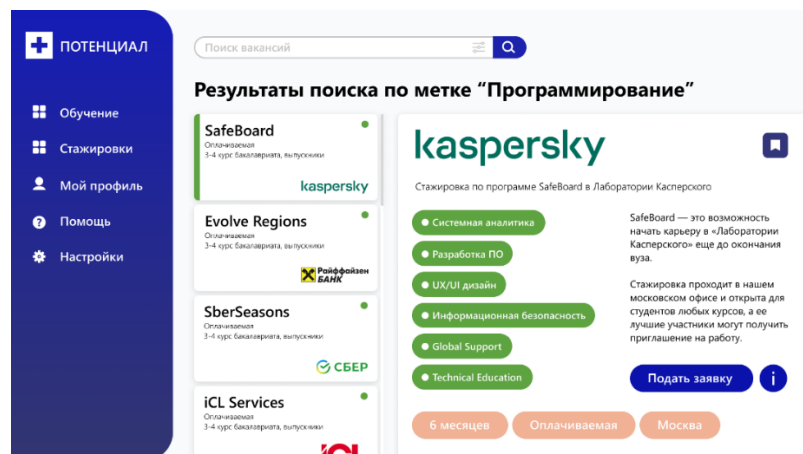 ПОТЕНЦИАЛ
Обучение
Стажировки
Мой профиль
Помощь
Настройки
Поиск вакансий
Результаты поиска по метке “Программирование”
SafeBoard
Оплачиваемая
3-4 курс бакалавриата, выпускники
kaspersky
Evolve Regions
Оплачиваемая
3-4 курс бакалавриата, выпускники
Райффайзен
БАНК
SberSeasons
Оплачиваемая
3-4 курс бакалавриата, выпускники
СБЕР
iCL Services
Оплачиваемая
3-4 курс бакалавриата, выпускники
iCL
kaspersky
Стажировка по программе SafeBoard в Лаборатории Касперского
Системная аналитика
Разработка ПО
UX/UI дизайн
Информационная безопасность
Global Support
Technical Education
SafeBoard — это возможность
начать карьеру в «Лаборатории
Касперского» еще до окончания
вуза.
Стажировка проходит в нашем
московском офисе и открыта для
студентов любых курсов, а ее
лучшие участники могут получить
приглашение на работу.
Подать заявку
i
6 месяцев
Оплачиваемая
Москва